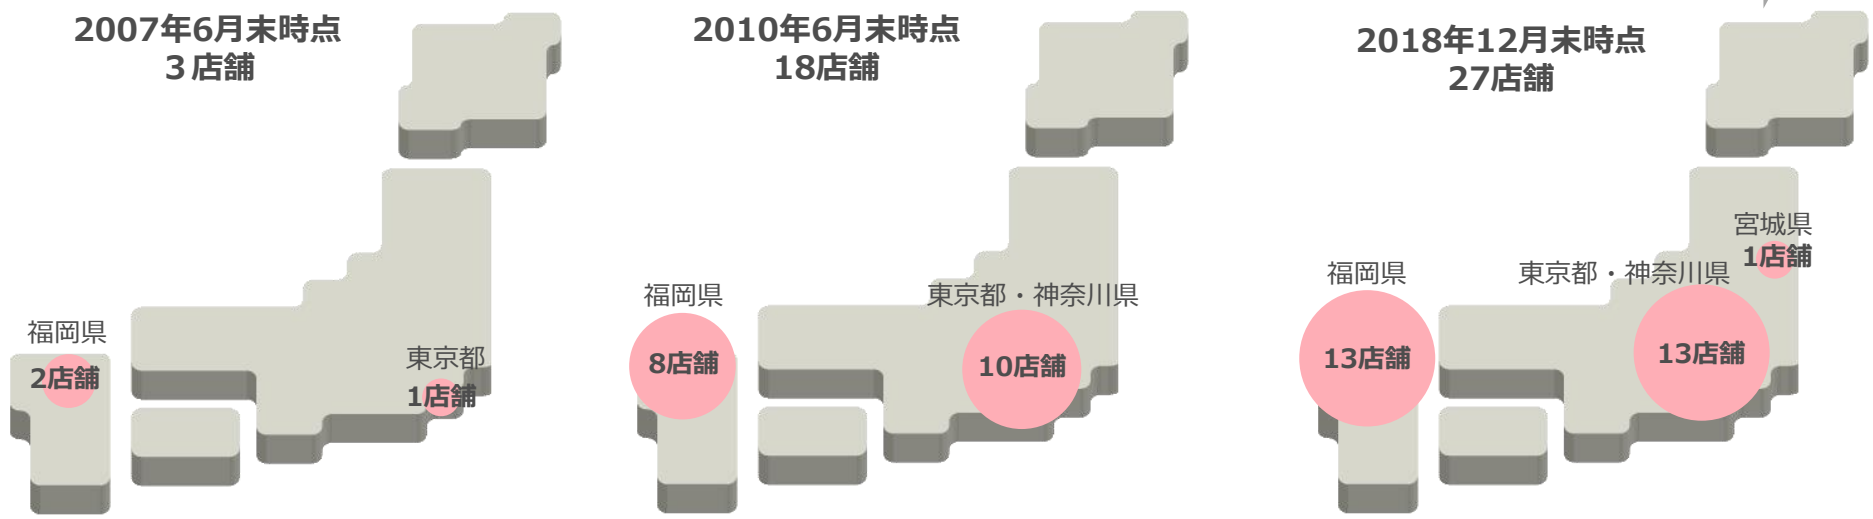 2007年6月末時点
３店舗
福岡県
2店舗
東京都
1店舗
2010年6月末時点
18店舗
福岡県
8店舗
東京都・神奈川県
10店舗
2018年12月末時点
27店舗
宮城県
1店舗
福岡県
13店舗
東京都・神奈川県
13店舗